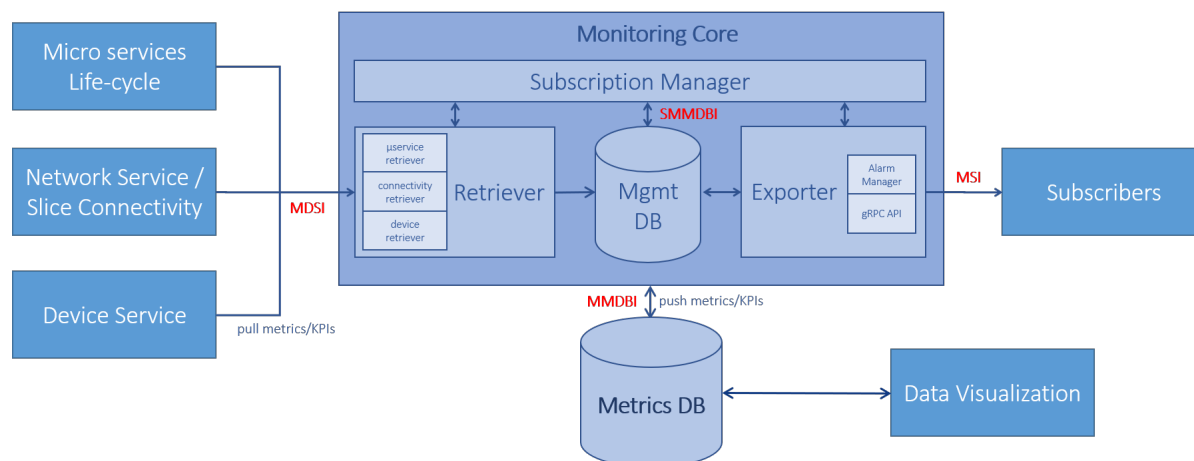 Micro services
Life-cycle
Network Service /
Slice Connectivity
Device Service
MDSI
pull metrics/KPIs
Monitoring Core
Subscription Manager
SMMDBI
µservice
retriever
connectivity
retriever
device
retriever
Retriever
Mgmt
DB
Exporter
Alarm
Manager
gRPC API
MSI
Subscribers
MMDBI
push metrics/KPIs
Metrics DB
Data Visualization